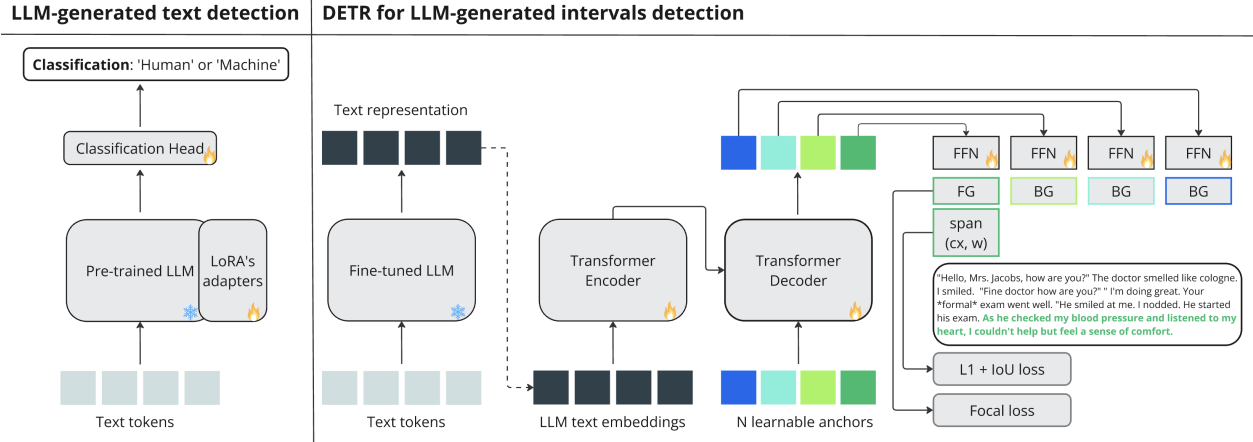 LLM-generated text detection
Classification: 'Human' or 'Machine'
Classification Head
Pre-trained LLM
LoRA's
adapters
Text tokens
DETR for LLM-generated intervals detection
Text representation
Fine-tuned LLM
Text tokens
Transformer
Encoder
LLM text embeddings
Transformer
Decoder
N learnable anchors
FFN
FFN
FFN
FFN
FG
BG
BG
BG
span
(cx, w)
"Hello, Mrs. Jacobs, how are you?" The doctor smelled like cologne.
I smiled. "Fine doctor how are you?" " I'm doing great. Your
*formal* exam went well. "He smiled at me. I nodded. He started
his exam. As he checked my blood pressure and listened to my
heart, I couldn't help but feel a sense of comfort.
L1 + IoU loss
Focal loss